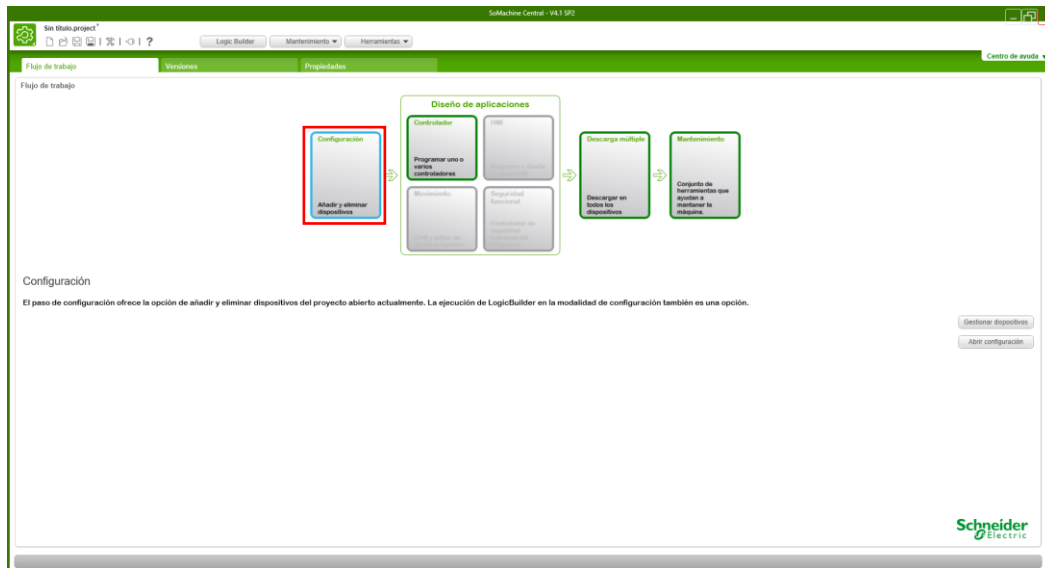 SoMachine Central - V4.1 SP2
Sin título.project*
Logic Builder
Mantenimiento
Herramientas
Centro de ayuda
Flujo de trabajo
Versiones
Propiedades
Flujo de trabajo
Diseño de aplicaciones
Configuración
Añadir y eliminar
dispositivos
Controlador
Programar uno o
varios
controladores
HMI
Movimiento
Seguridad
funcional
Descarga múltiple
Descargar en
todos los
dispositivos
Mantenimiento
Conjunto de
herramientas que
ayudan a
mantener la
máquina.
Configuración
El paso de configuración ofrece la opción de añadir y eliminar dispositivos del proyecto abierto actualmente. La ejecución de LogicBuilder en la modalidad de configuración también es una opción.
Gestionar dispositivos
Abrir configuración
Schneider
Electric